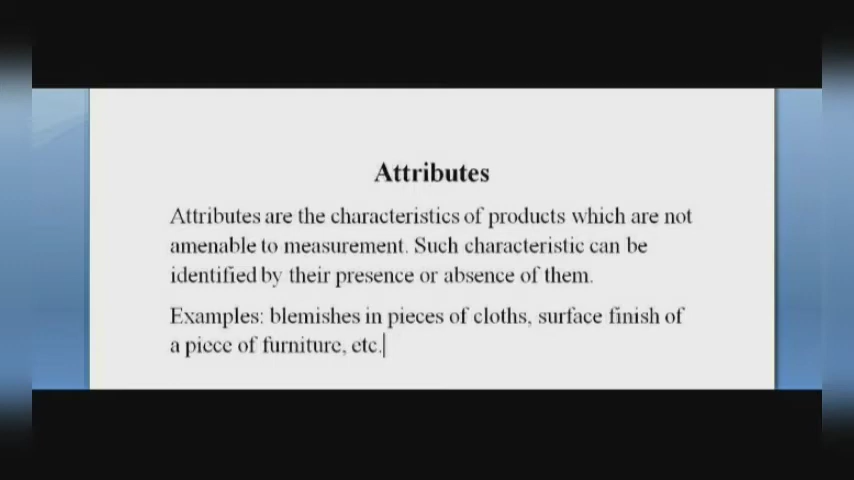 Attributes
Attributes are the characteristics of products which are not
amenable to measurement. Such characteristic can be
identified by their presence or absence of them.
Examples: blemishes in pieces of cloths, surface finish of
a piece of furniture, etc.